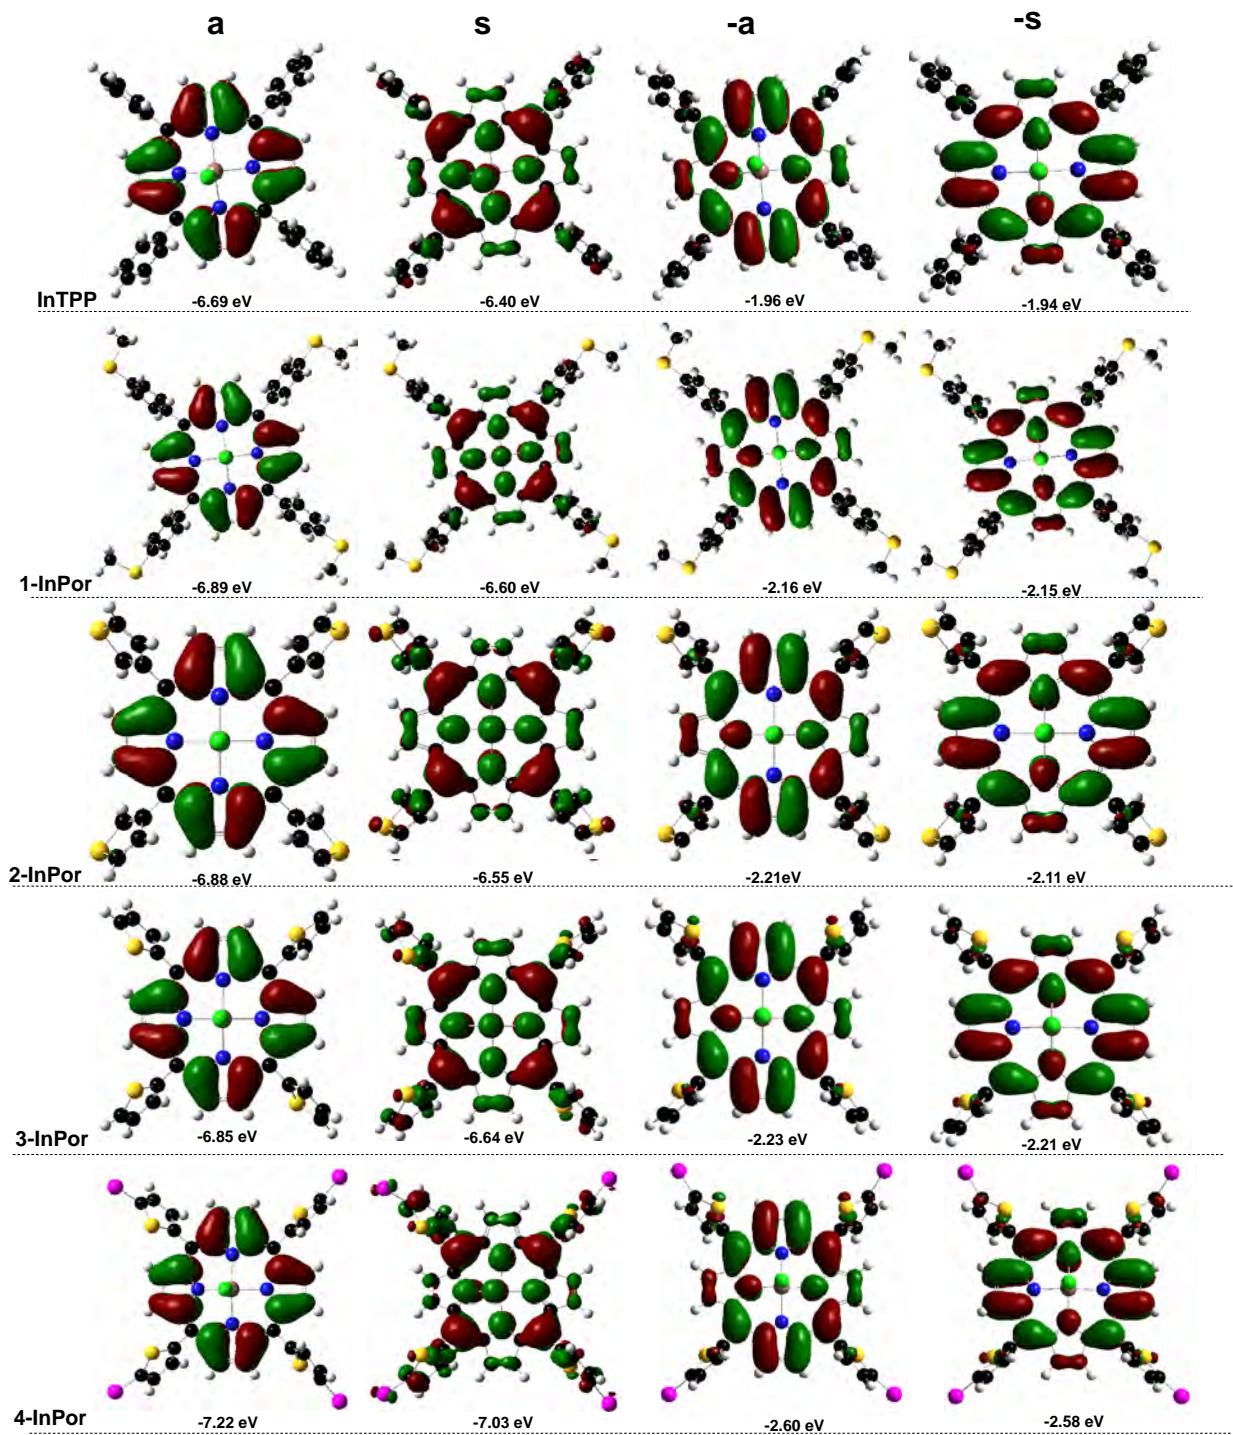 a s -a -s
InTPP -6.69 eV -6.40 eV -1.96 eV -1.94 eV
1-InPor -6.89 eV -6.60 eV -2.16 eV -2.15 eV
2-InPor -6.88 eV -6.55 eV -2.21eV -2.11 eV
3-InPor -6.85 eV -6.64 eV -2.23 eV -2.21 eV
4-InPor -7.22 eV -7.03 eV -2.60 eV -2.58 eV